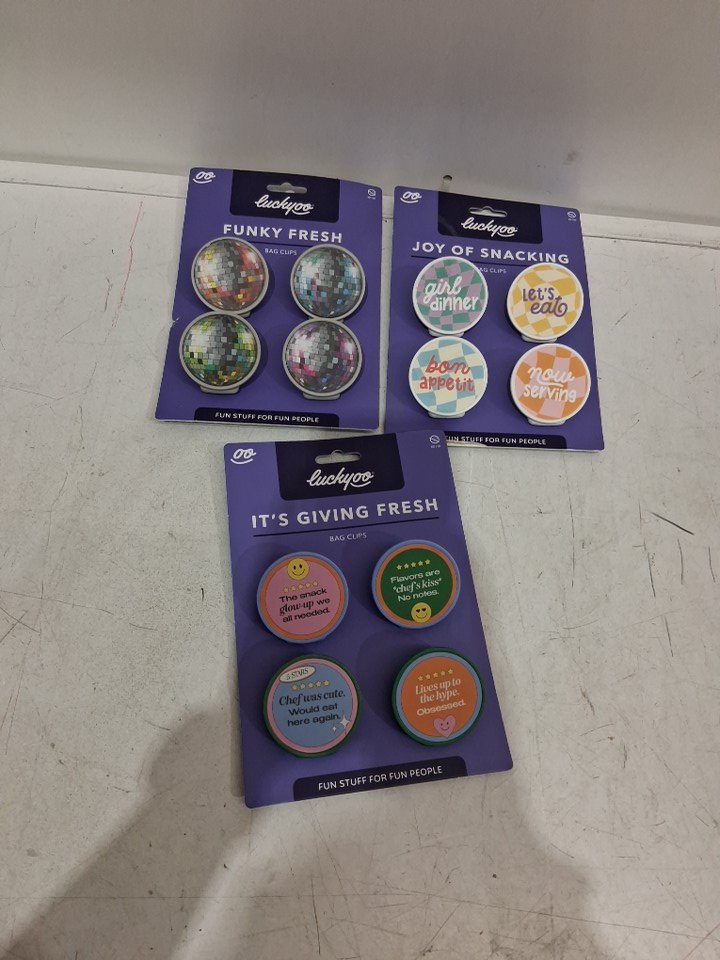 oo
luckyoo
FUNKY FRESH
BAG CLIPS
FUN STUFF FOR FUN PEOPLE
oo
luckyoo
JOY OF SNACKING
BAG CLIPS
girl
dinner
LET'S
eat
bon
appetit
now
serving
FUN STUFF FOR FUN PEOPLE
oo
luckyoo
IT'S GIVING FRESH
BAG CLIPS
The snack
glow-up we
all needed.
Flavors are
*chef's kiss*
No notes.
5 STARS
Chef was cute.
Would eat
here again.
Lives up to
the hype.
Obsessed.
FUN STUFF FOR FUN PEOPLE